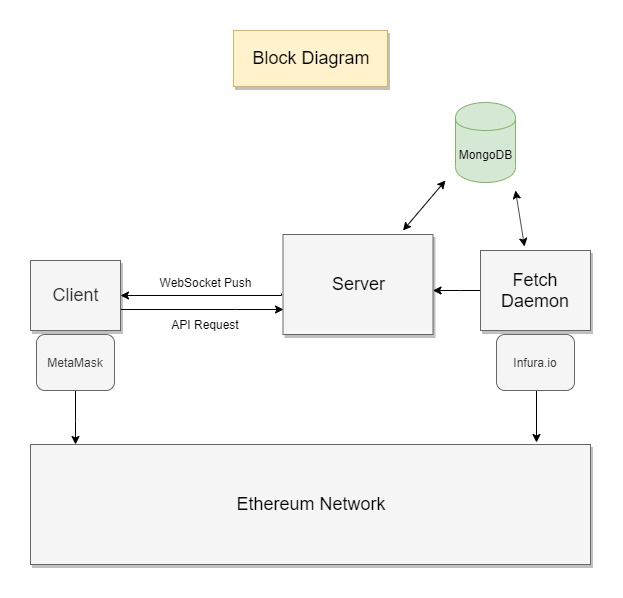 Block Diagram
MongoDB
Server
Fetch
Daemon
Client
WebSocket Push
API Request
MetaMask
Infura.io
Ethereum Network